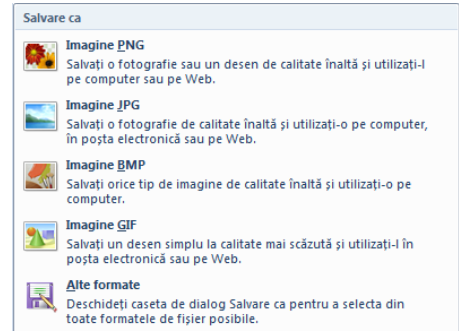 Salvare ca
Imagine PNG
Salvați o fotografie sau un desen de calitate înaltă și utilizați-l
pe computer sau pe Web.
Imagine JPG
Salvați o fotografie de calitate înaltă și utilizați-o pe computer,
în poșta electronică sau pe Web.
Imagine BMP
Salvați orice tip de imagine de calitate înaltă și utilizați-o pe
computer.
Imagine GIF
Salvați un desen simplu la calitate mai scăzută și utilizați-l în
poșta electronică sau pe Web.
Alte formate
Deschideți caseta de dialog Salvare ca pentru a selecta din
toate formatele de fișier posibile.